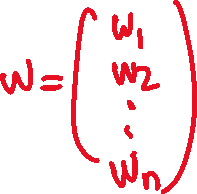 w = ( w₁
w₂
.
.
wₙ )